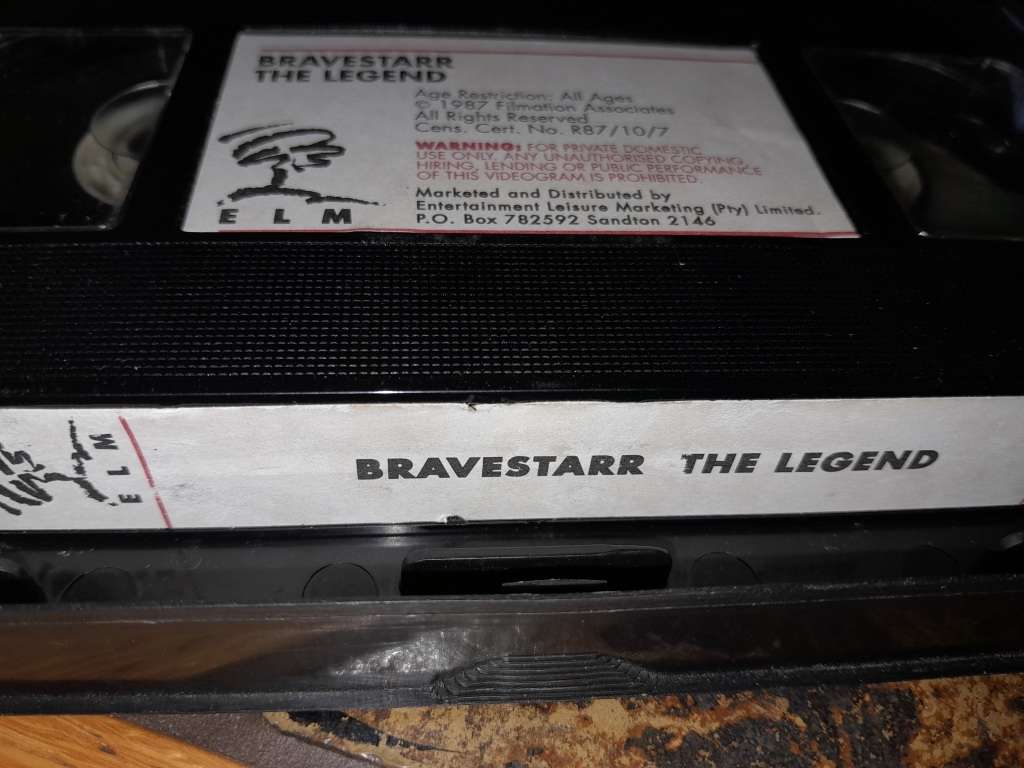 BRAVESTARR
THE LEGEND
Age Restriction: All Ages
© 1987 Filmation Associates
All Rights Reserved
Cens. Cert. No. R87/10/7
WARNING: FOR PRIVATE DOMESTIC
USE ONLY. ANY UNAUTHORISED COPYING,
HIRING, LENDING OR PUBLIC PERFORMANCE
OF THIS VIDEOGRAM IS PROHIBITED.
Marketed and Distributed by
Entertainment Leisure Marketing (Pty) Limited.
P.O. Box 782592 Sandton 2146
ELM
ELM
BRAVESTARR THE LEGEND